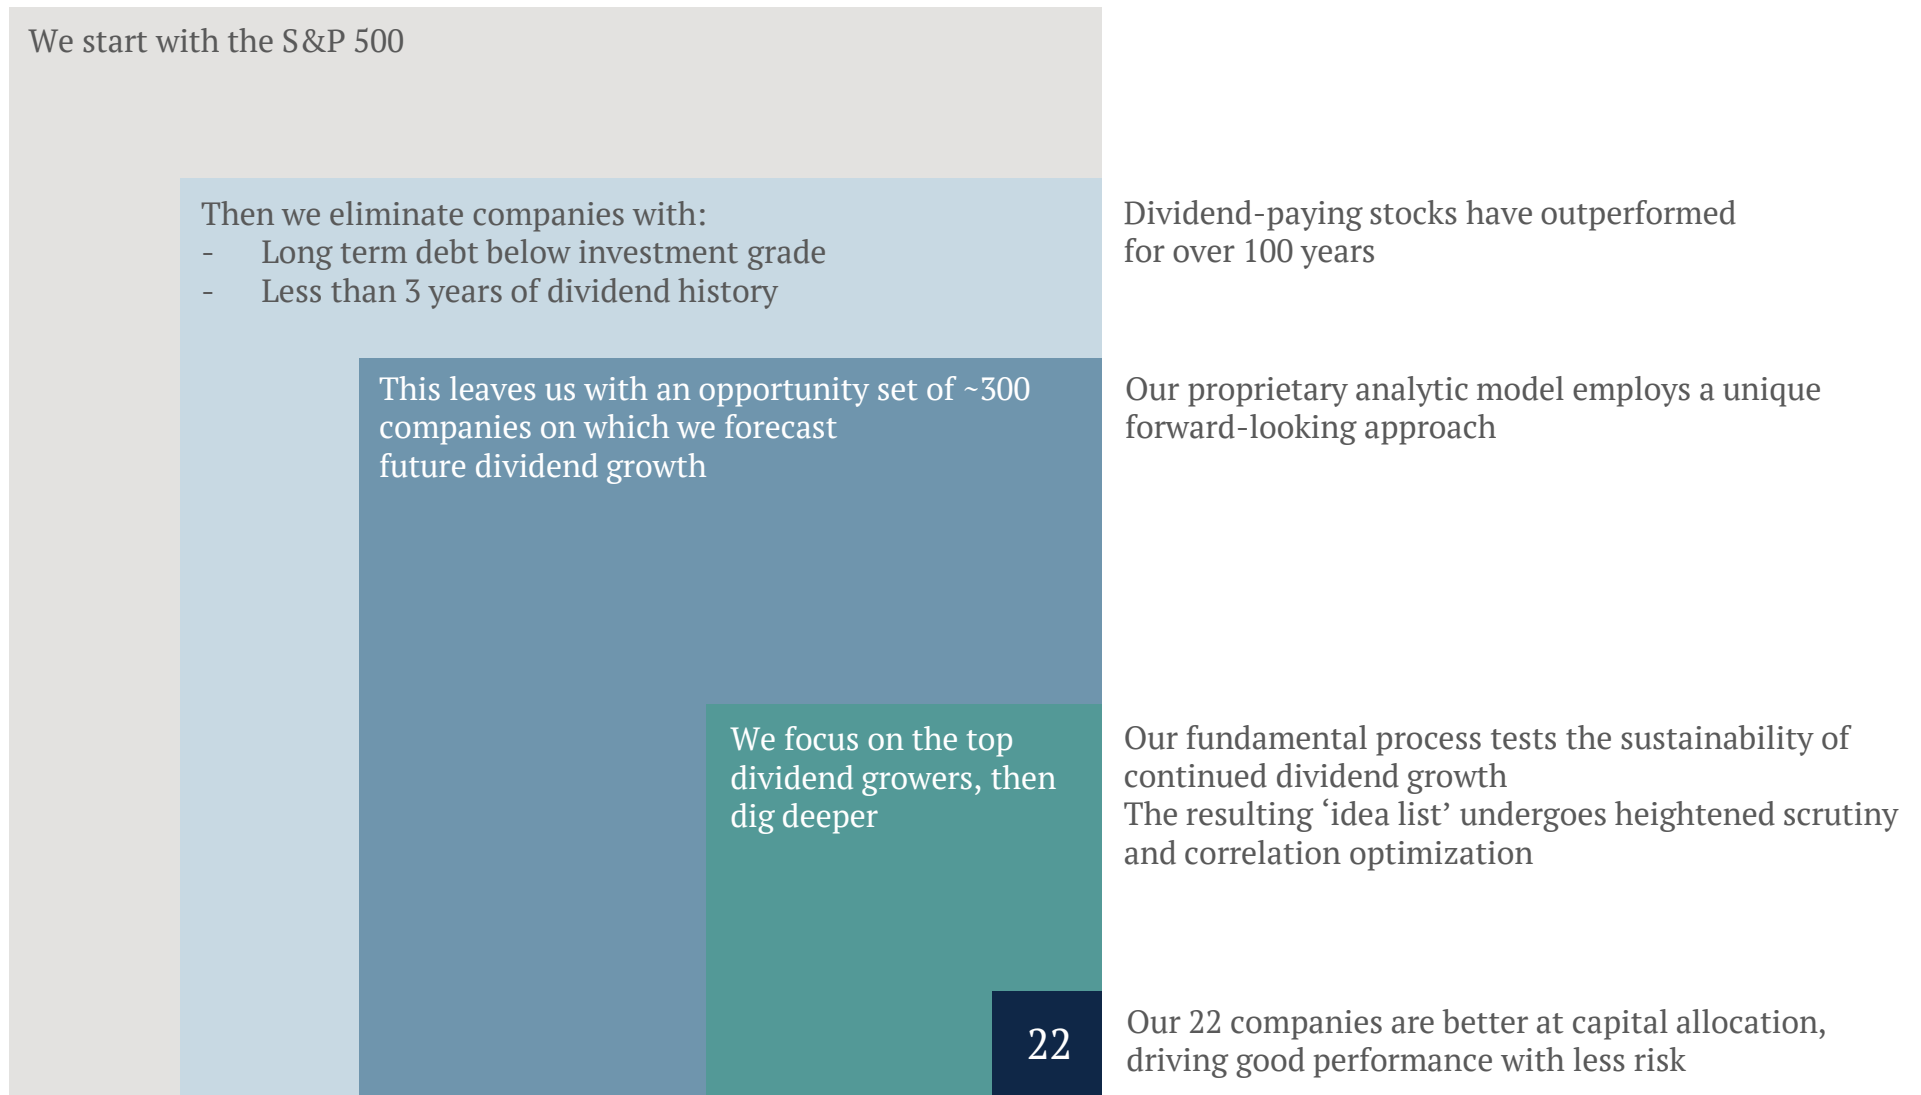 We start with the S&P 500
Then we eliminate companies with:
- Long term debt below investment grade
- Less than 3 years of dividend history
Dividend-paying stocks have outperformed
for over 100 years
This leaves us with an opportunity set of ~300
companies on which we forecast
future dividend growth
Our proprietary analytic model employs a unique
forward-looking approach
We focus on the top
dividend growers, then
dig deeper
Our fundamental process tests the sustainability of
continued dividend growth
The resulting ‘idea list’ undergoes heightened scrutiny
and correlation optimization
22
Our 22 companies are better at capital allocation,
driving good performance with less risk